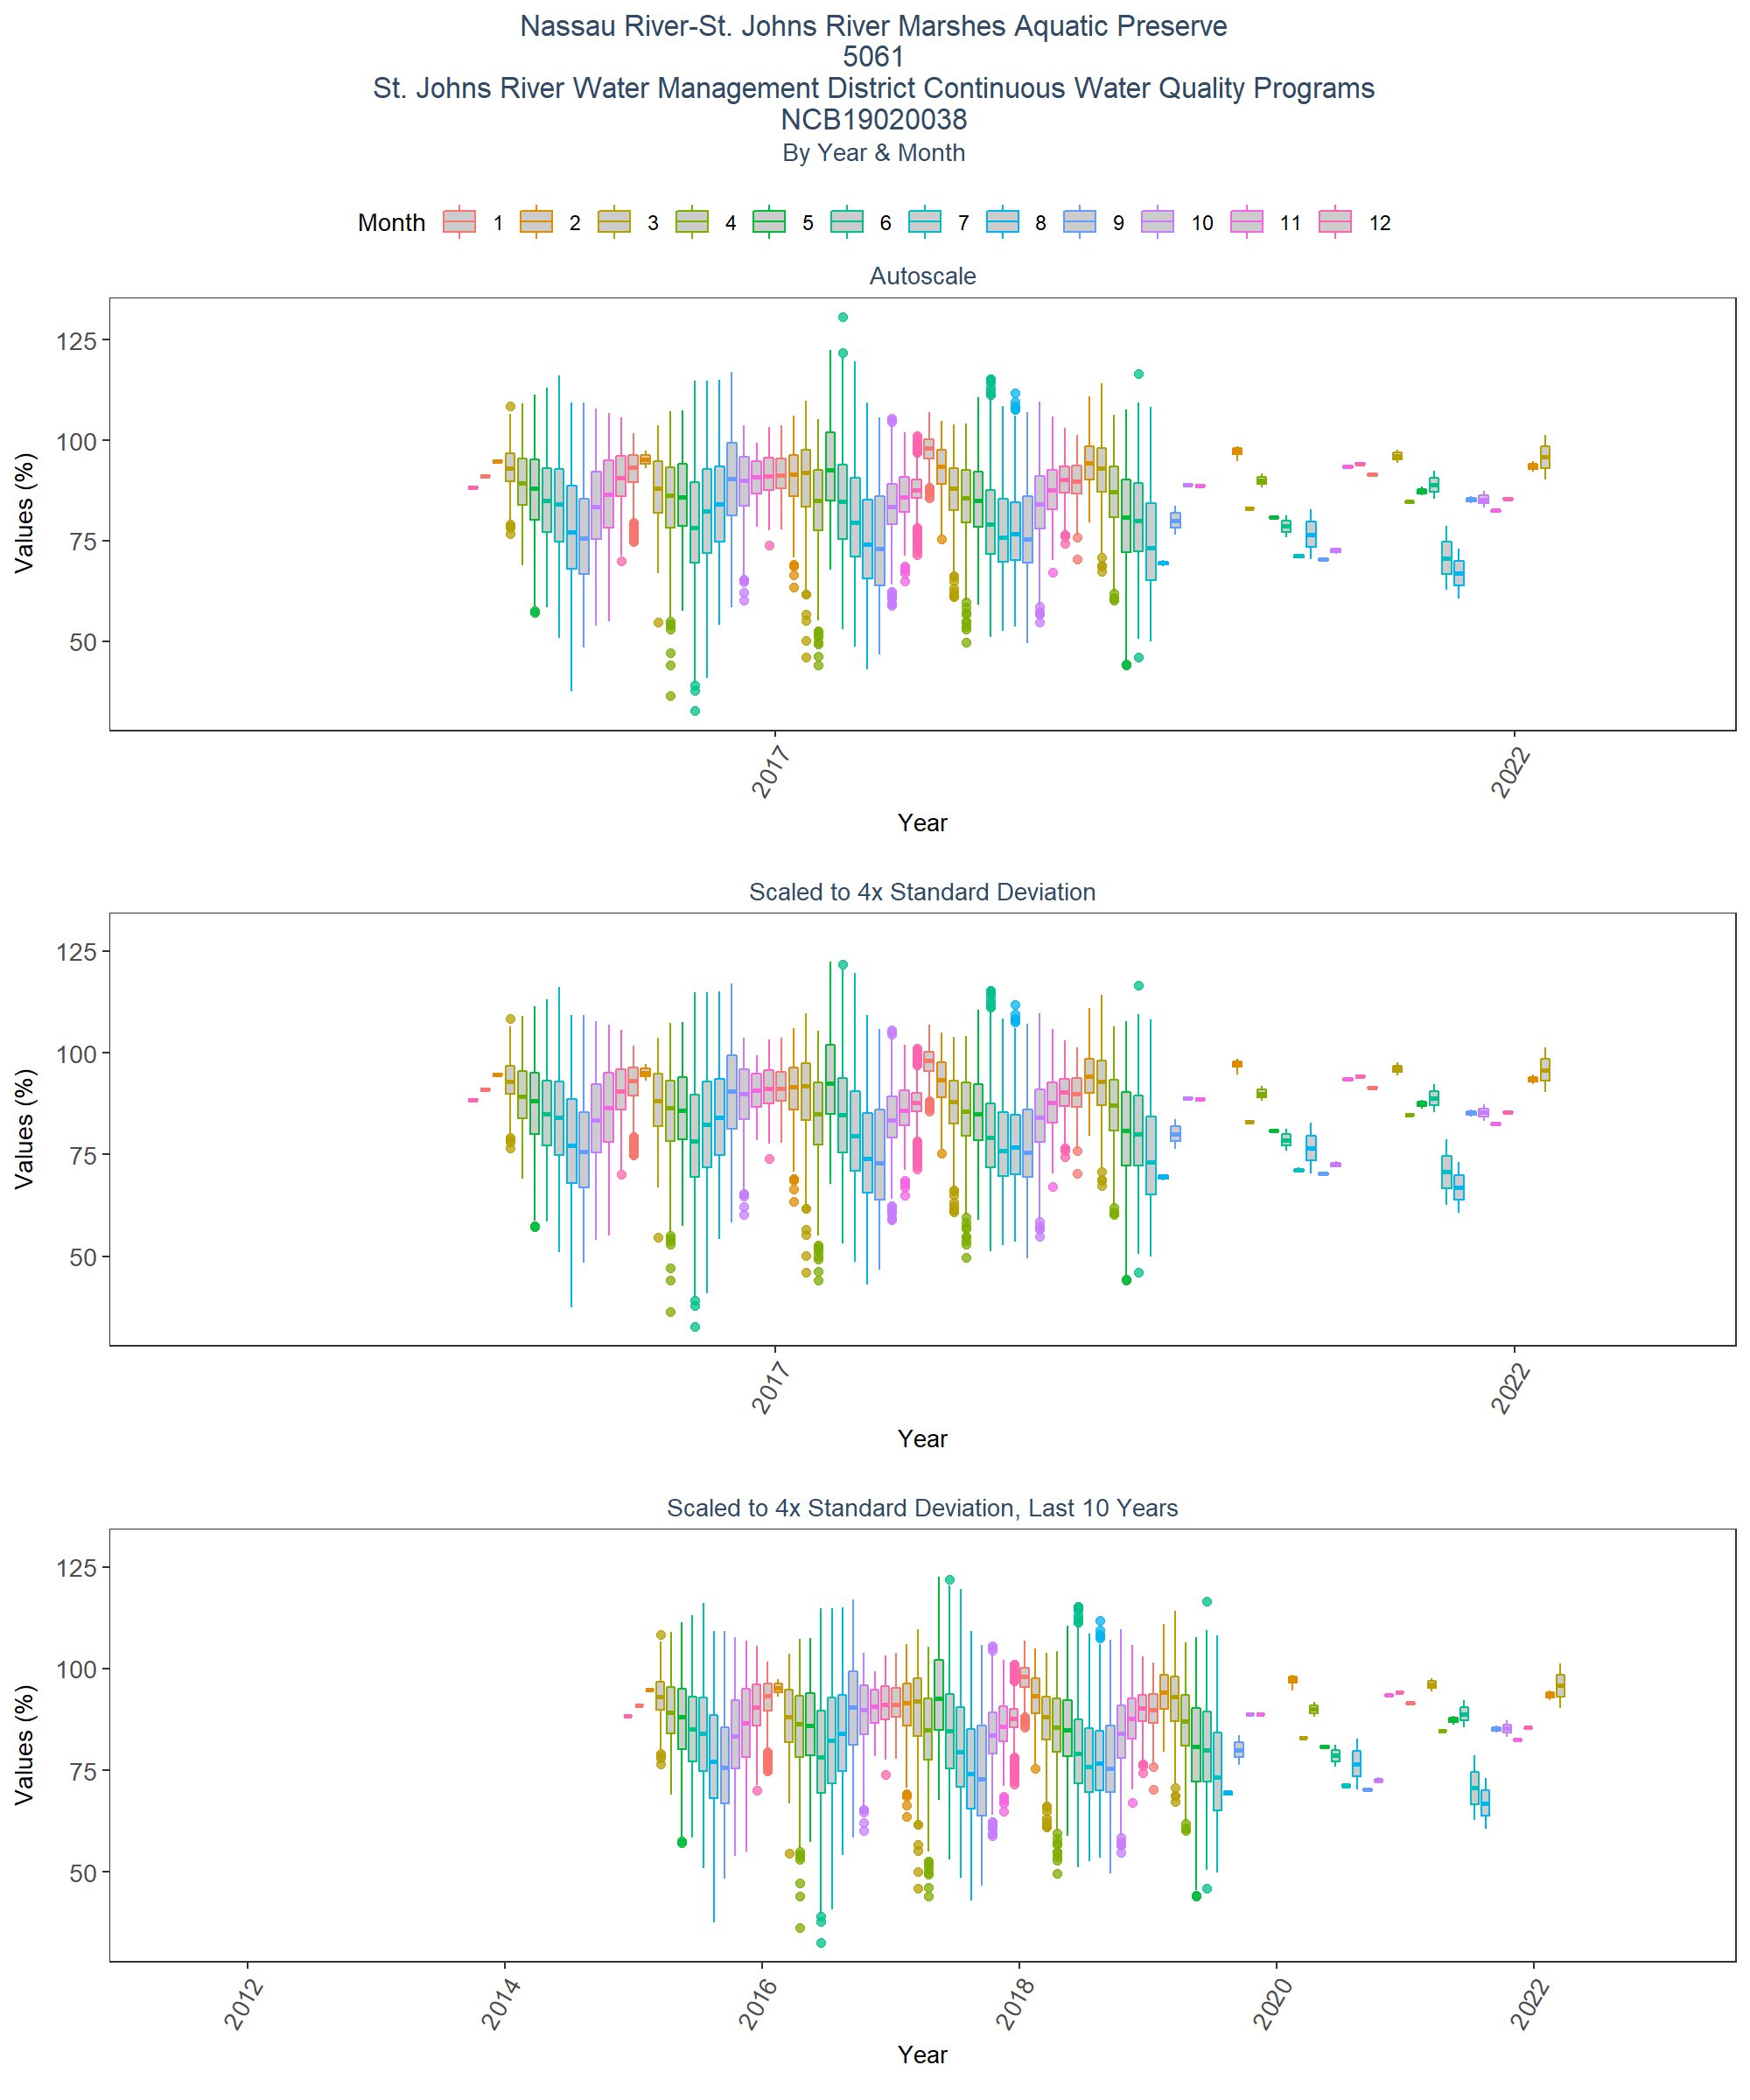 Nassau River-St. Johns River Marshes Aquatic Preserve
5061
St. Johns River Water Management District Continuous Water Quality Programs
NCB19020038
By Year & Month
Month 1 2 3 4 5 6 7 8 9 10 11 12
Autoscale
Values (%)
125
100
75
50
2017 2022
Year
Scaled to 4x Standard Deviation
Values (%)
125
100
75
50
2017 2022
Year
Scaled to 4x Standard Deviation, Last 10 Years
Values (%)
125
100
75
50
2012 2014 2016 2018 2020 2022
Year